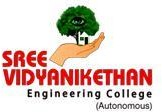 SREE
VIDYANIKETHAN
Engineering College
(Autonomous)